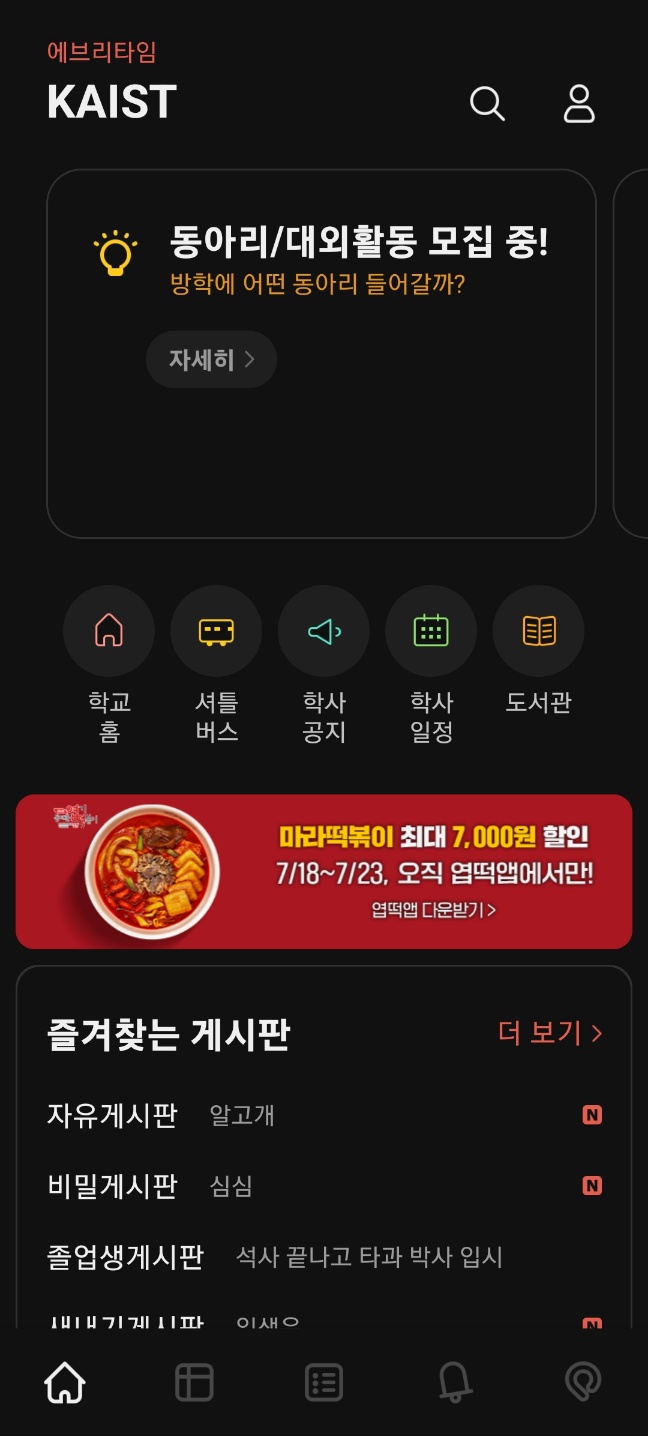 에브리타임
KAIST
동아리/대외활동 모집 중!
방학에 어떤 동아리 들어갈까?
자세히 >
학교
홈
셔틀
버스
학사
공지
학사
일정
도서관
마라떡볶이 최대 7,000원 할인
7/18~7/23, 오직 엽떡앱에서만!
엽떡앱 다운받기 >
즐겨찾는 게시판
더 보기 >
자유게시판 알고개 N
비밀게시판 심심 N
졸업생게시판 석사 끝나고 타과 박사 입시
새내기게시판 N